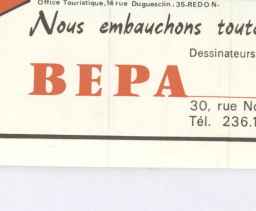 Office Touristique, 14 rue Duguesclin, 35-REDON-
Nous embauchons toute
Dessinateurs
BEPA
30, rue No
Tél. 236.1